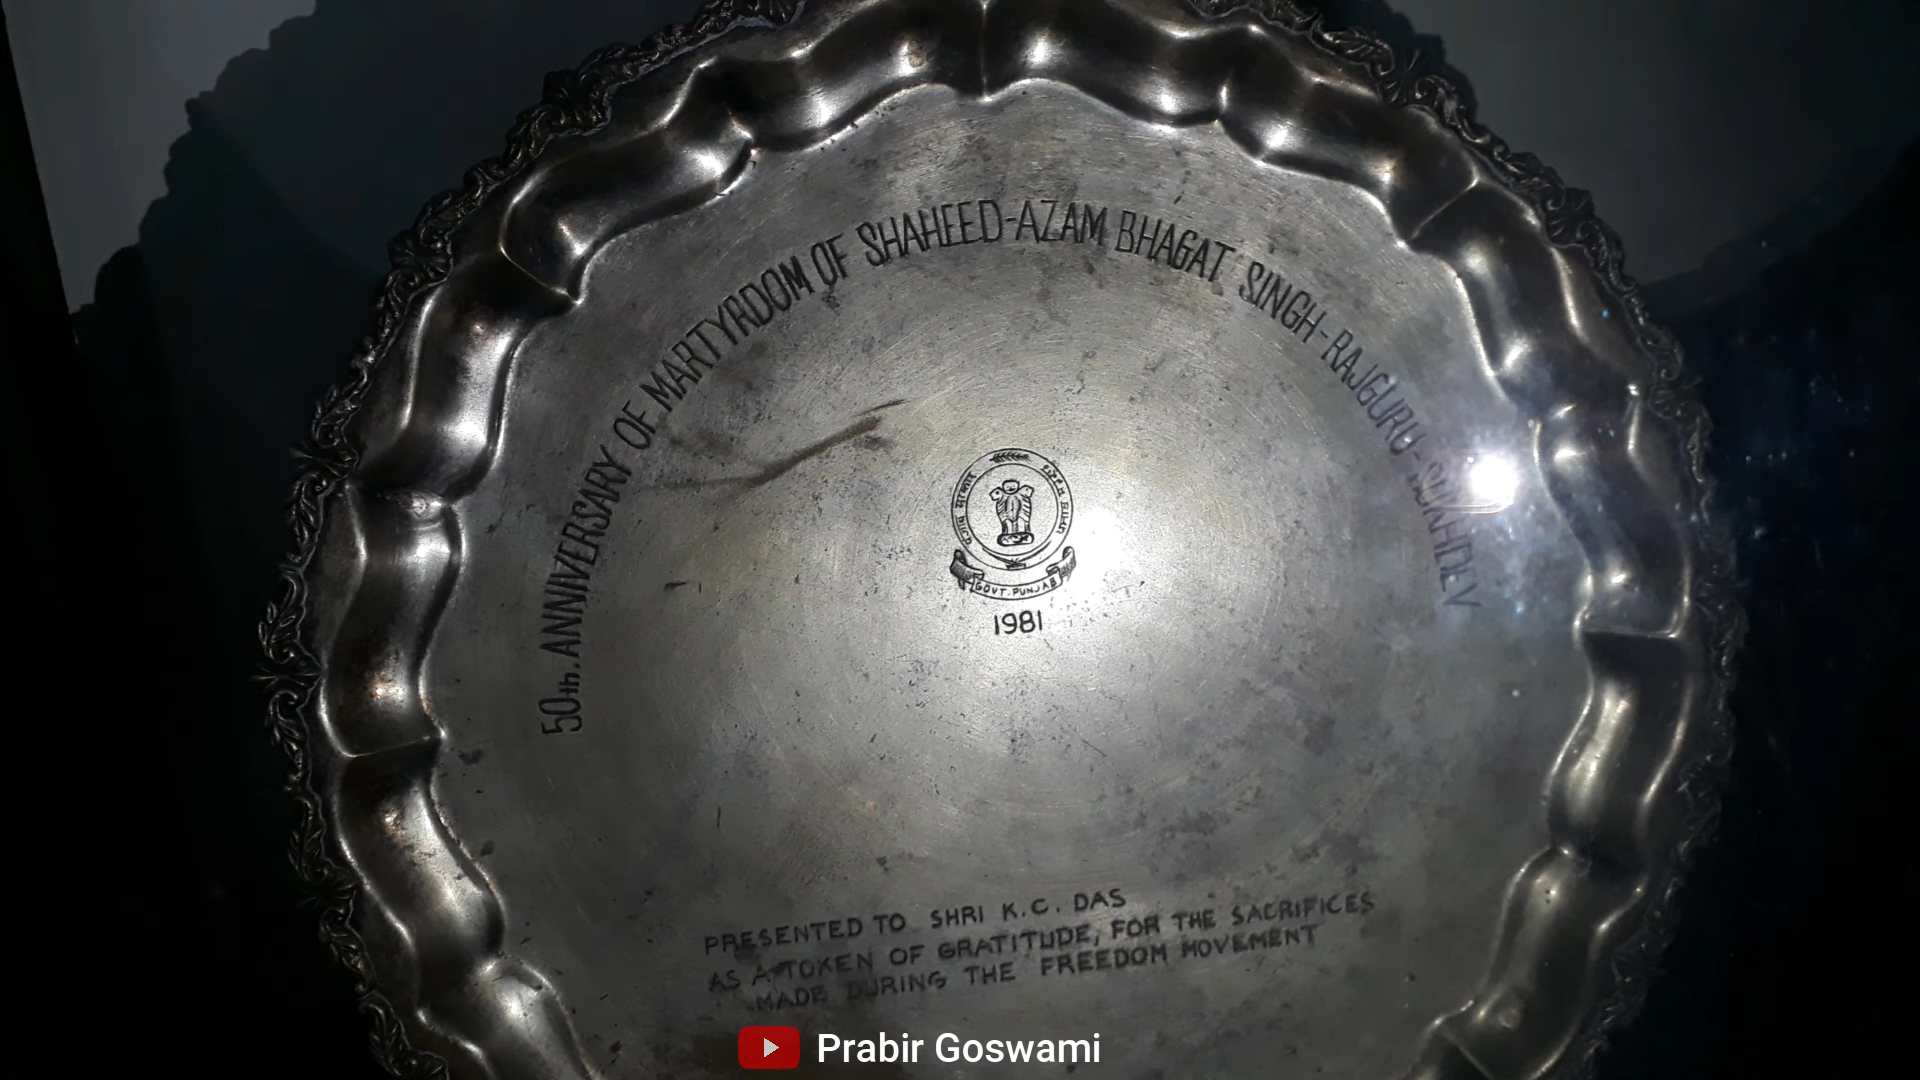 50th. ANNIVERSARY OF MARTYRDOM OF SHAHEED-AZAM BHAGAT SINGH-RAJGURU-SUKHDEV
GOVT. PUNJAB
1981
PRESENTED TO SHRI K.C. DAS
AS A TOKEN OF GRATITUDE, FOR THE SACRIFICES
MADE DURING THE FREEDOM MOVEMENT
Prabir Goswami